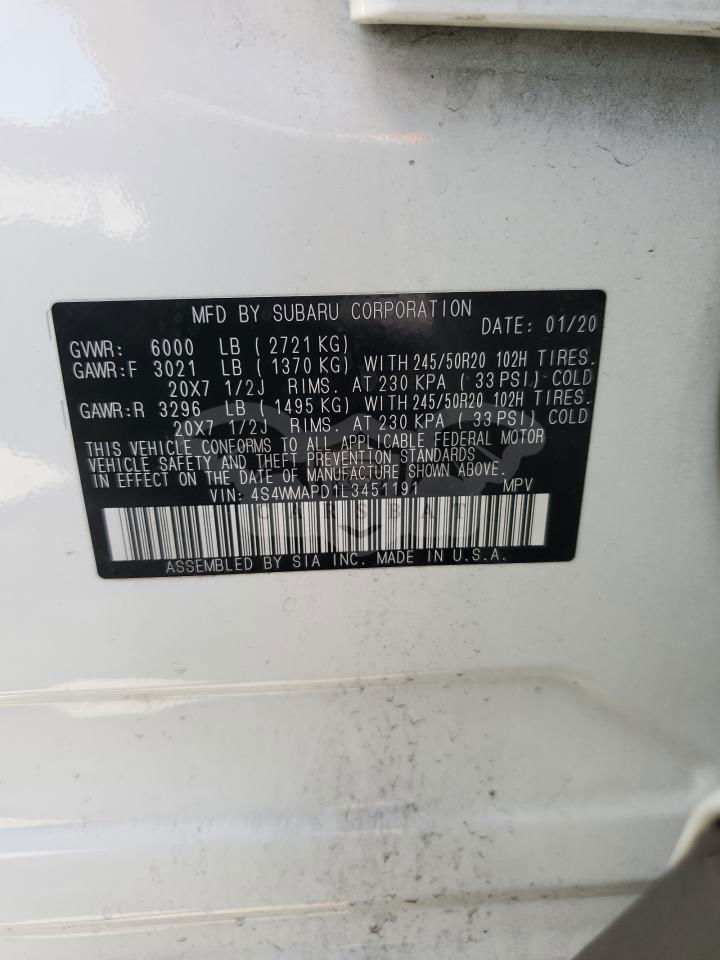 MFD BY SUBARU CORPORATION
DATE: 01/20
GVWR: 6000 LB ( 2721 KG)
GAWR:F 3021 LB ( 1370 KG) WITH 245/50R20 102H TIRES.
20X7 1/2J RIMS. AT 230 KPA ( 33 PSI.) COLD
GAWR:R 3296 LB ( 1495 KG) WITH 245/50R20 102H TIRES.
20X7 1/2J RIMS. AT 230 KPA ( 33 PSI) COLD
THIS VEHICLE CONFORMS TO ALL APPLICABLE FEDERAL MOTOR
VEHICLE SAFETY AND THEFT PREVENTION STANDARDS
IN EFFECT ON THE DATE OF MANUFACTURE SHOWN ABOVE.
VIN: 4S4WMAPD1L3451191 MPV
CARSBAT
ASSEMBLED BY SIA INC. MADE IN U.S.A.